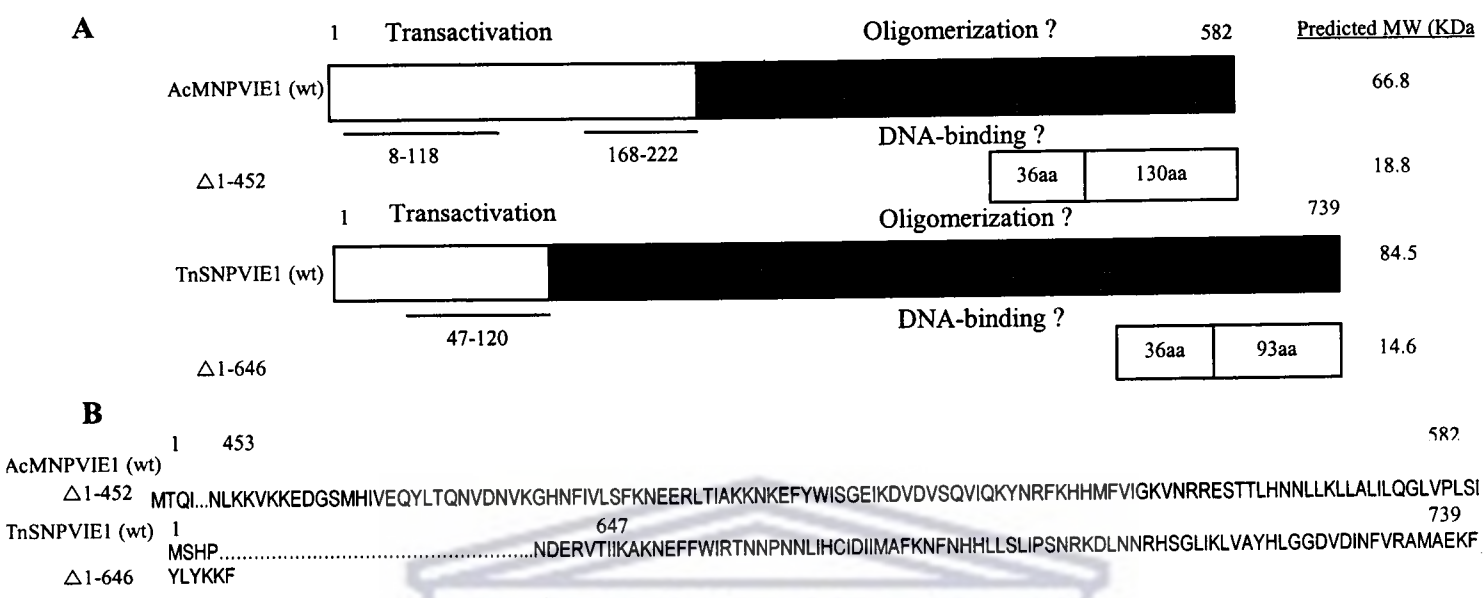 A
1 Transactivation Oligomerization ? 582 Predicted MW (KDa
AcMNPVIE1 (wt) 66.8
8-118 168-222 DNA-binding ?
△1-452 36aa 130aa 18.8
1 Transactivation Oligomerization ? 739
TnSNPVIE1 (wt) 84.5
47-120 DNA-binding ?
△1-646 36aa 93aa 14.6
B
1 453 582
AcMNPVIE1 (wt)
△1-452 MTQI...NLKKVKKEDGSMHIVEQYLTQNVDNVKGHNFIVLSFKNEERLTIAKKNKEFYWISGEIKDVDVSQVIQKYNRFKHHMFVIGKVNRRESTTLHNNLLKLLALILQGLVPLSI
TnSNPVIE1 (wt) 1 647 739
MSHP..................................................NDERVTIIKAKNEFFWIRTNNPNNLIHCIDIIMAFKNFNHHLLSLIPSNRKDLNNRHSGLIKLVAYHLGGDVDINFVRAMAEKF
△1-646 YLYKKF